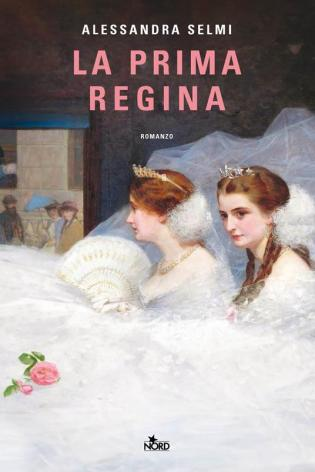 ALESSANDRA SELMI
LA PRIMA
REGINA
ROMANZO
NORD